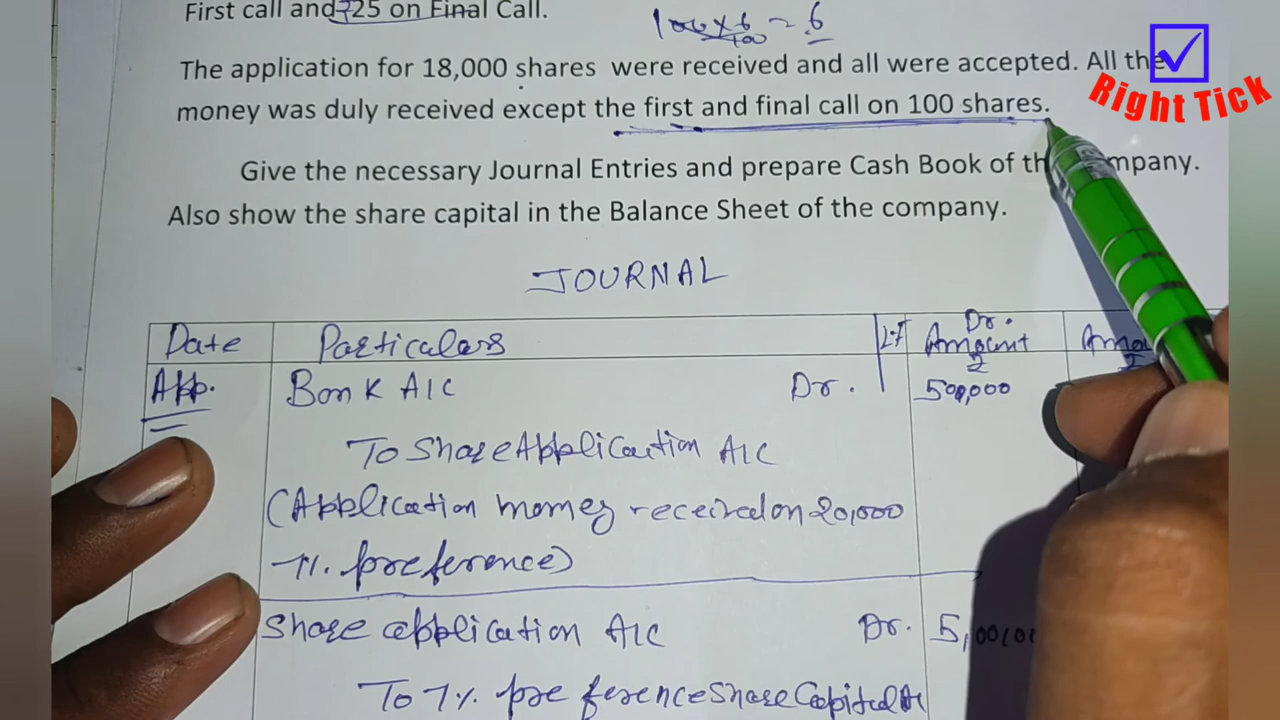 First call and ₹25 on Final Call.
100 × 6 / 100 = 6
The application for 18,000 shares were received and all were accepted. All the
Right Tick
money was duly received except the first and final call on 100 shares.
Give the necessary Journal Entries and prepare Cash Book of the company.
Also show the share capital in the Balance Sheet of the company.
JOURNAL
Date Particulars L.F Dr. Amount ₹
App. Bank A/C Dr. 500,000
To Share Application A/C
(Application money received on 20,000
7% preference)
Share application A/C Dr. 5,00,00
To 7% preference Share Capital A/c